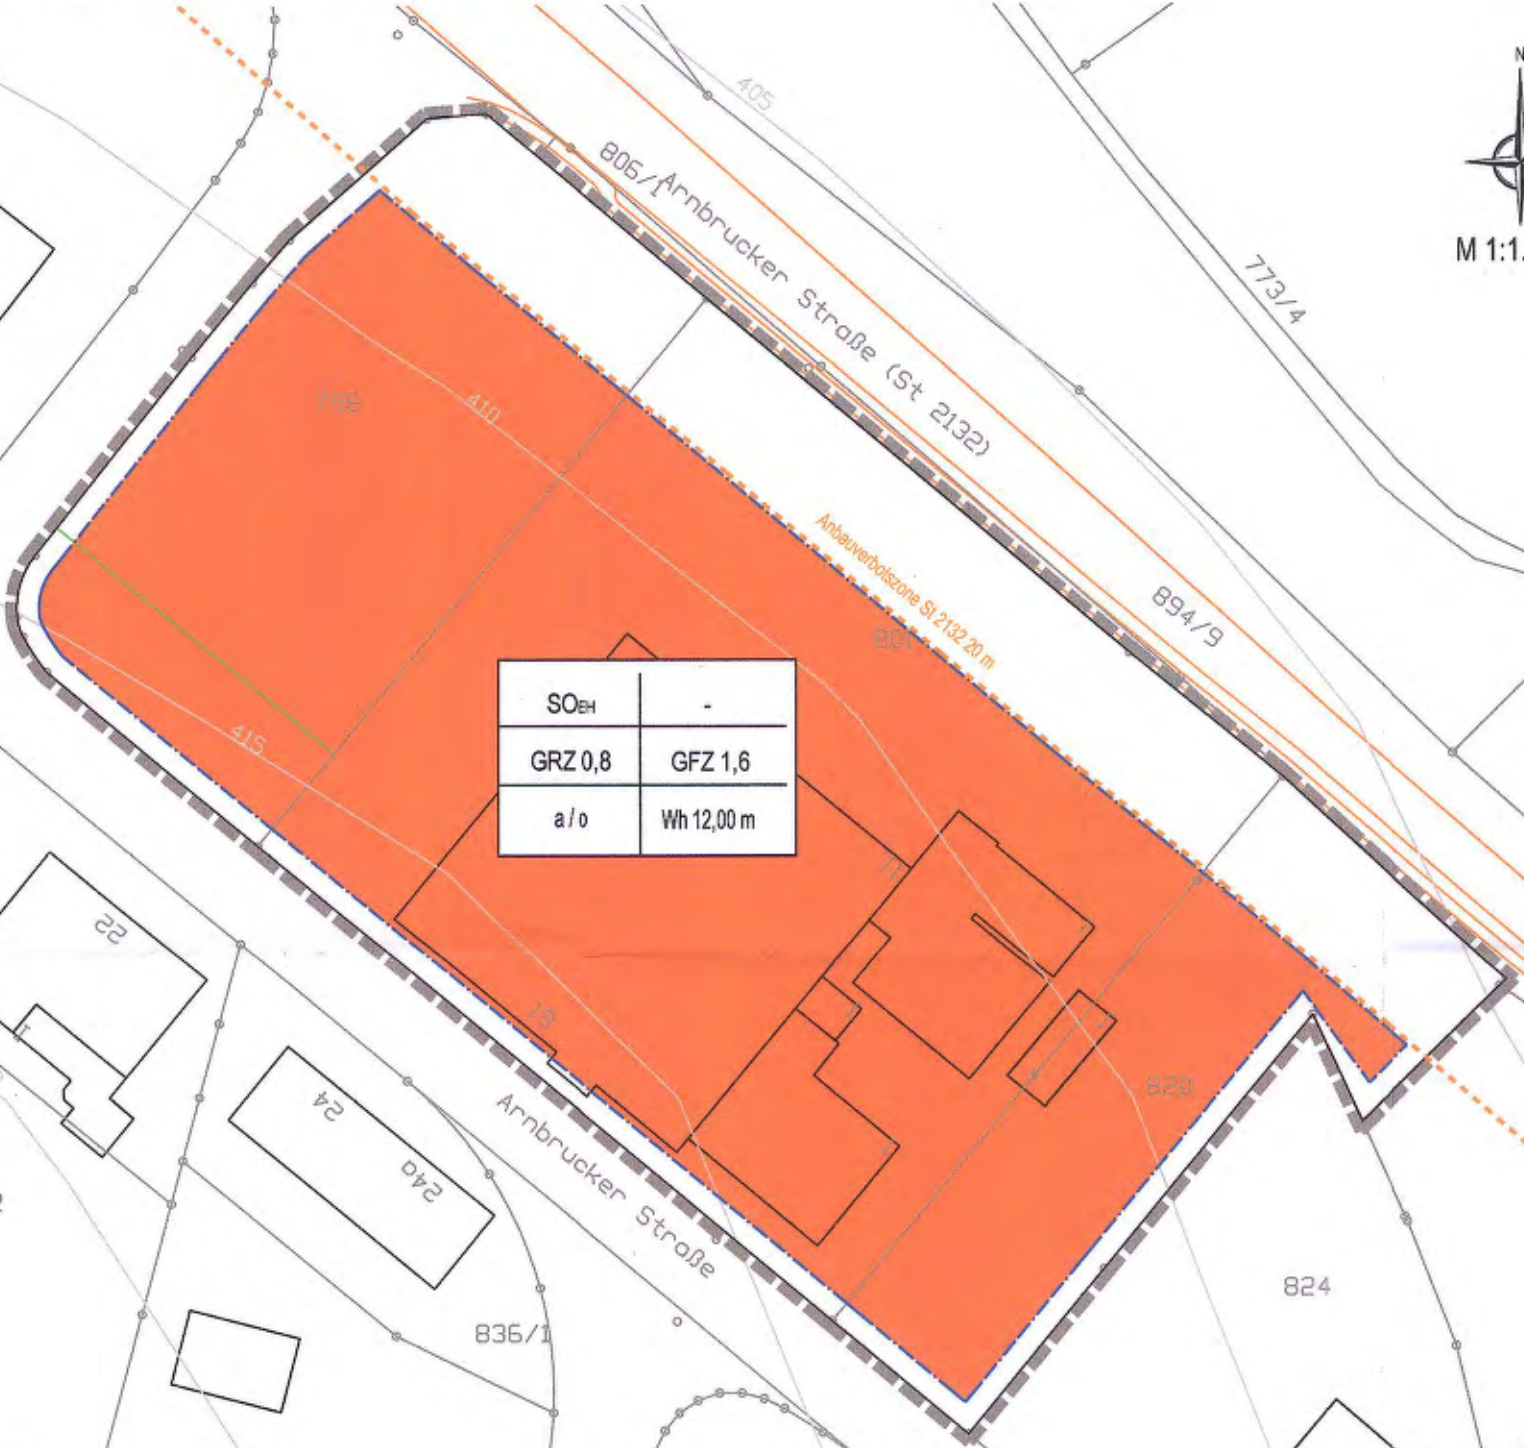 N
405
806/1
Arnbrucker Straße (St 2132)
M 1:1.
773/4
798
410
Anbauverbotszone St 2132 20 m
894/9
801
SOEH -
GRZ 0,8 GFZ 1,6
a / o Wh 12,00 m
415
22
19
820
24
24a
Arnbrucker Straße
824
836/1